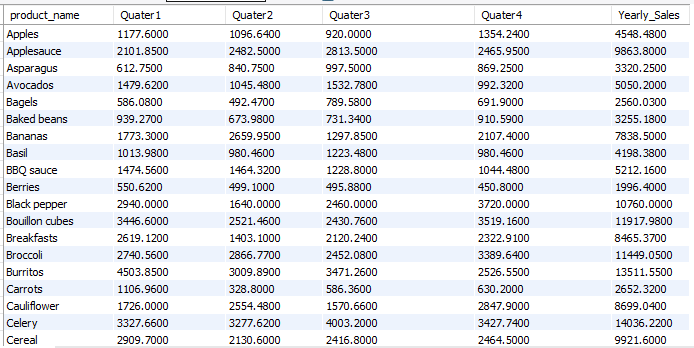 product_name Quater1 Quater2 Quater3 Quater4 Yearly_Sales
Apples 1177.6000 1096.6400 920.0000 1354.2400 4548.4800
Applesauce 2101.8500 2482.5000 2813.5000 2465.9500 9863.8000
Asparagus 612.7500 840.7500 997.5000 869.2500 3320.2500
Avocados 1479.6200 1045.4800 1532.7800 992.3200 5050.2000
Bagels 586.0800 492.4700 789.5800 691.9000 2560.0300
Baked beans 939.2700 673.9800 731.3400 910.5900 3255.1800
Bananas 1773.3000 2659.9500 1297.8500 2107.4000 7838.5000
Basil 1013.9800 980.4600 1223.4800 980.4600 4198.3800
BBQ sauce 1474.5600 1464.3200 1228.8000 1044.4800 5212.1600
Berries 550.6200 499.1000 495.8800 450.8000 1996.4000
Black pepper 2940.0000 1640.0000 2460.0000 3720.0000 10760.0000
Bouillon cubes 3446.6000 2521.4600 2430.7600 3519.1600 11917.9800
Breakfasts 2619.1200 1403.1000 2120.2400 2322.9100 8465.3700
Broccoli 2740.5600 2866.7700 2452.0800 3389.6400 11449.0500
Burritos 4503.8500 3009.8900 3471.2600 2526.5500 13511.5500
Carrots 1106.9600 328.8000 586.3600 630.2000 2652.3200
Cauliflower 1726.0000 2554.4800 1570.6600 2847.9000 8699.0400
Celery 3327.6600 3277.6200 4003.2000 3427.7400 14036.2200
Cereal 2909.7000 2130.6000 2416.8000 2464.5000 9921.6000